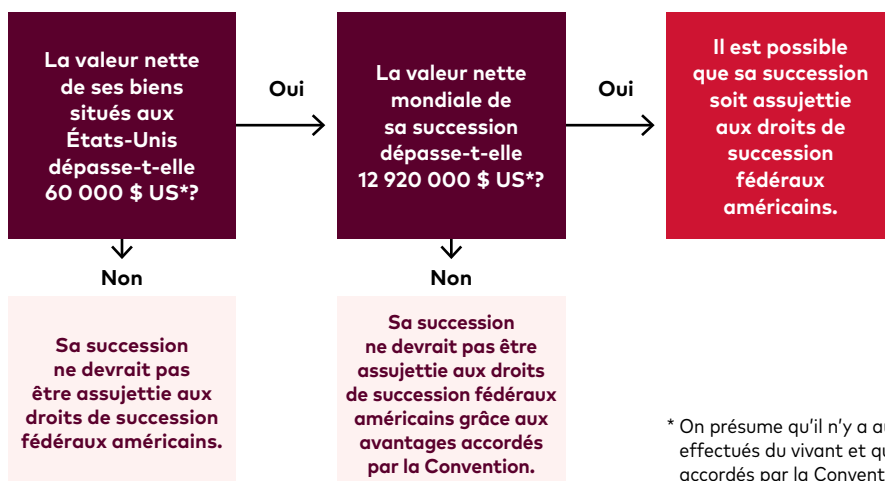 La valeur nette
de ses biens
situés aux
États-Unis
dépasse-t-elle
60 000 $ US*?
Oui
La valeur nette
mondiale de
sa succession
dépasse-t-elle
12 920 000 $ US*?
Oui
Il est possible
que sa succession
soit assujettie
aux droits de
succession
fédéraux
américains.
Non
Non
Sa succession
ne devrait pas
être assujettie aux
droits de succession
fédéraux américains.
Sa succession
ne devrait pas être
assujettie aux droits
de succession fédéraux
américains grâce aux
avantages accordés
par la Convention.
* On présume qu'il n'y a
effectués du vivant et
accordés par la